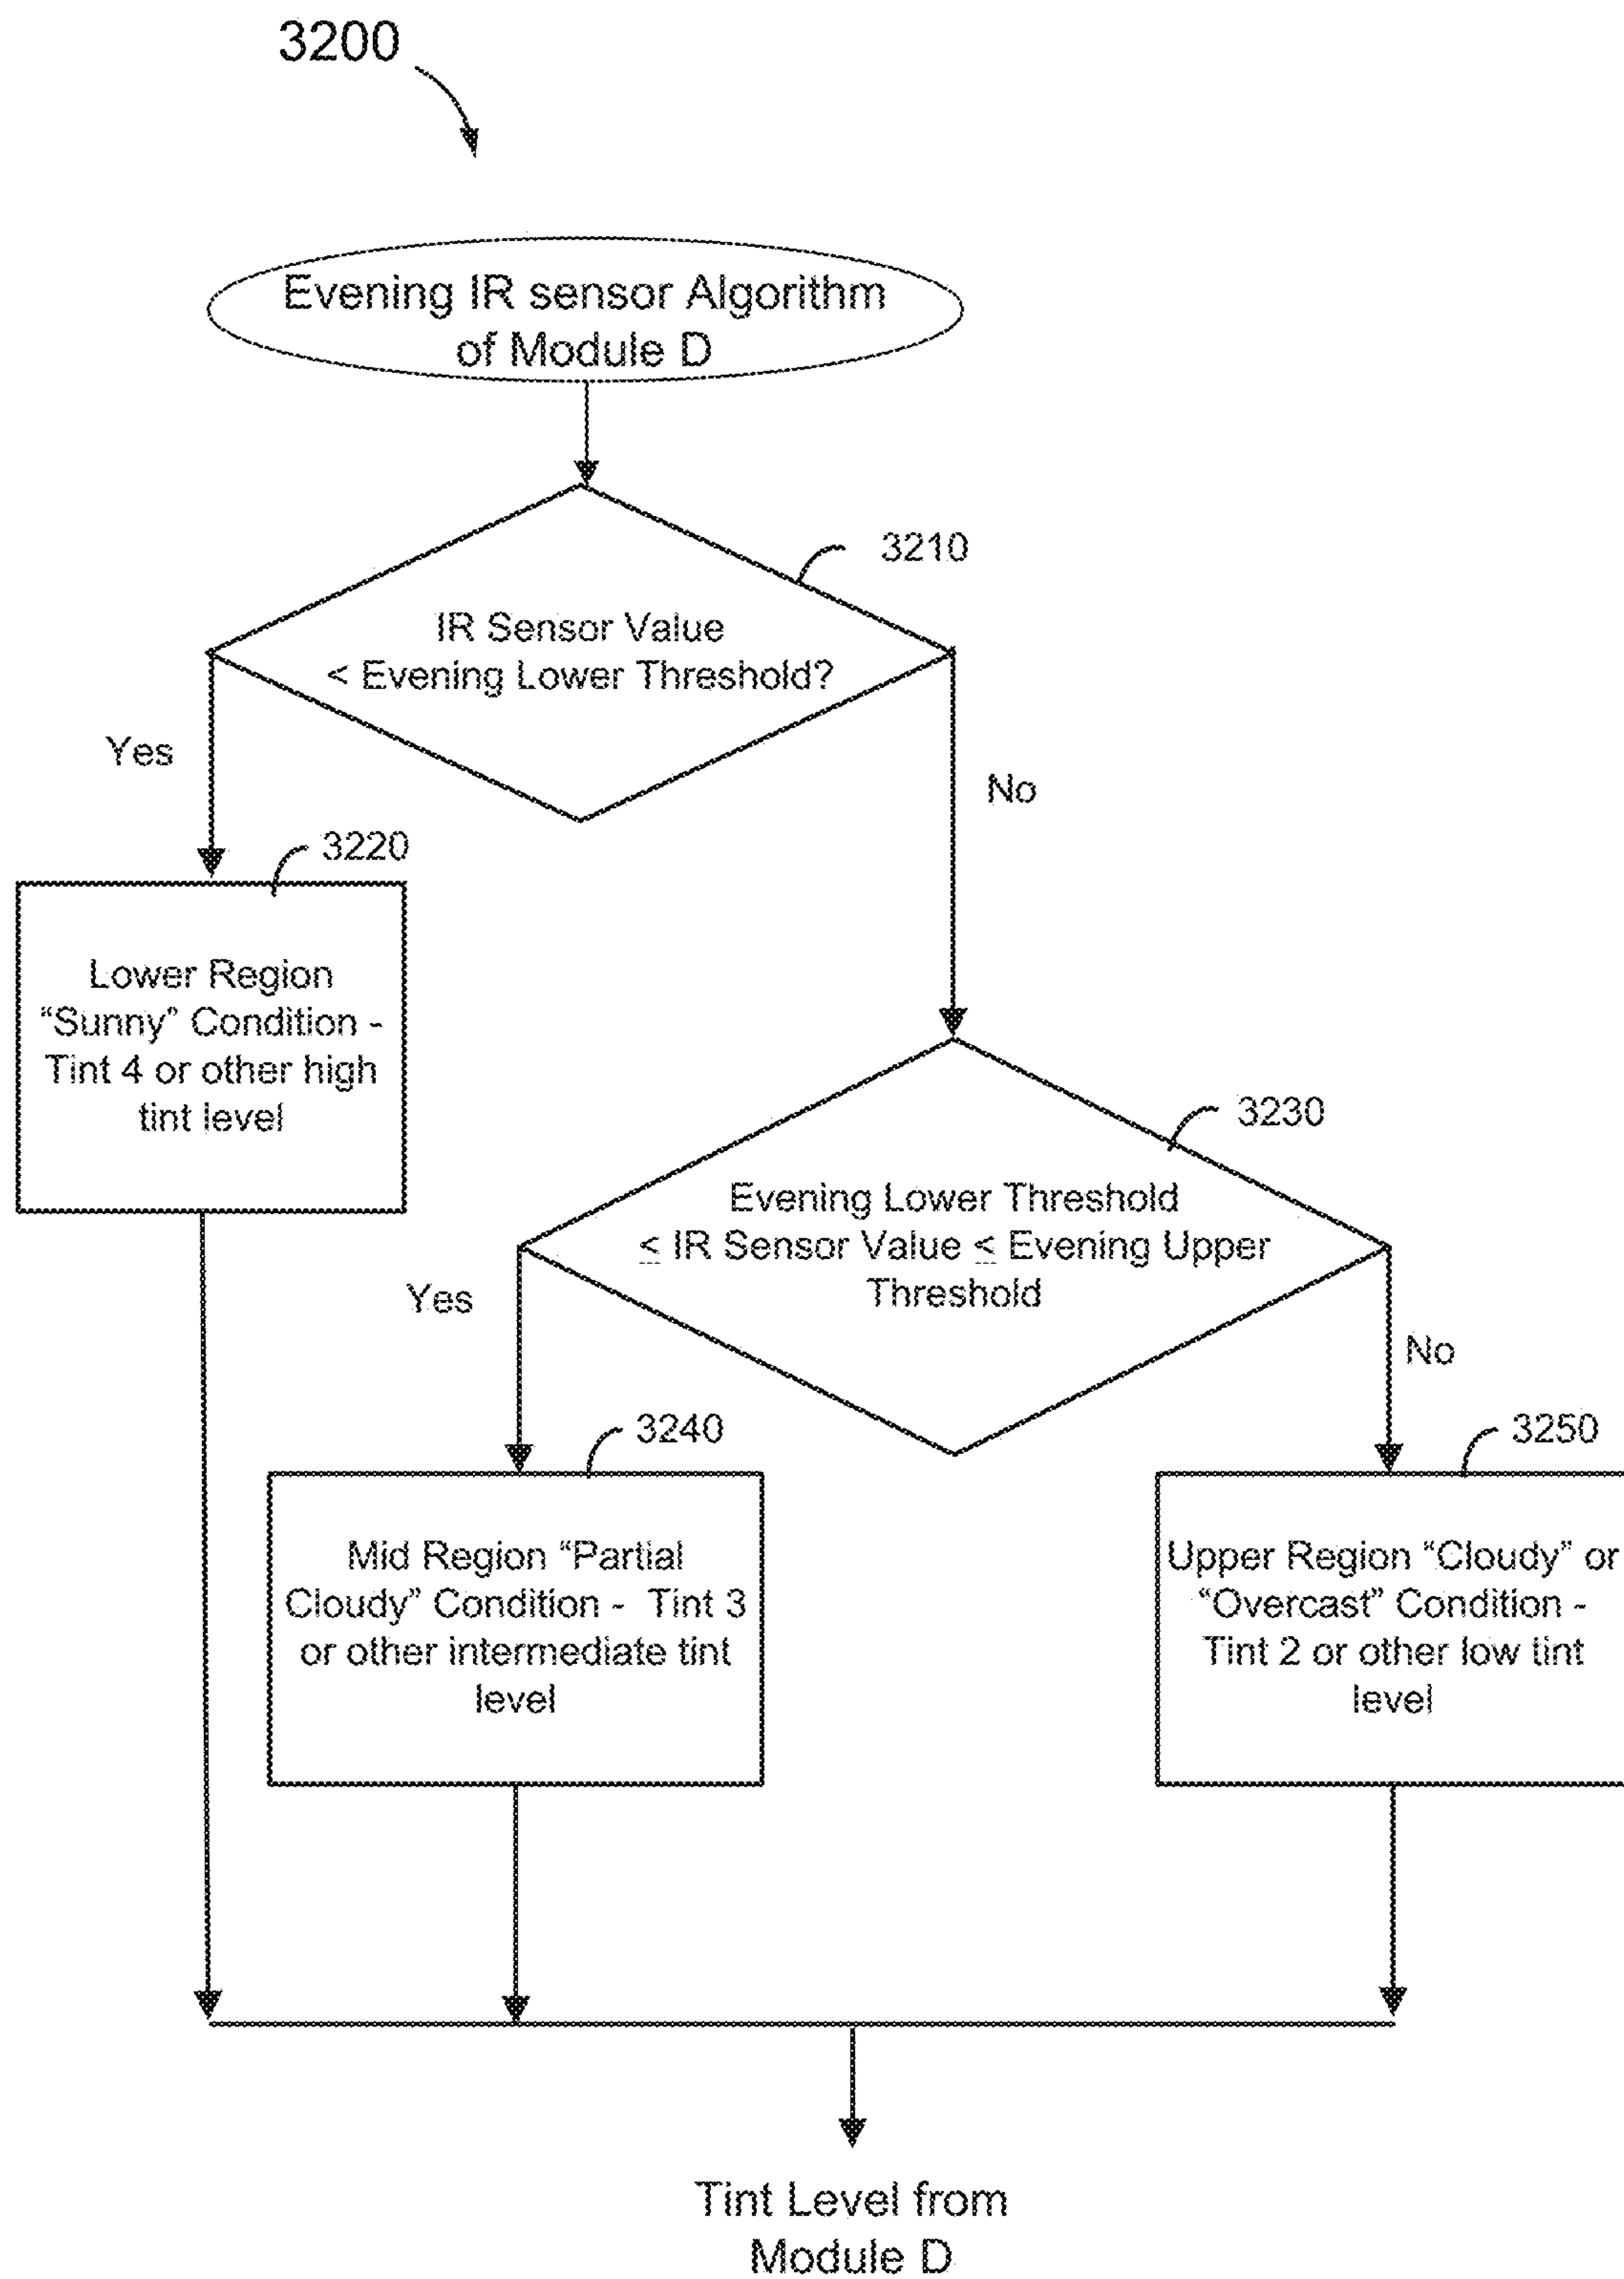 3200
Evening IR sensor Algorithm
of Module D
3210
IR Sensor Value
< Evening Lower Threshold?
Yes
No
3220
Lower Region
“Sunny” Condition -
Tint 4 or other high
tint level
3230
Evening Lower Threshold
≤ IR Sensor Value ≤ Evening Upper
Threshold
Yes
No
3240
Mid Region “Partial
Cloudy” Condition - Tint 3
or other intermediate tint
level
3250
Upper Region “Cloudy” or
“Overcast” Condition -
Tint 2 or other low tint
level
Tint Level from
Module D